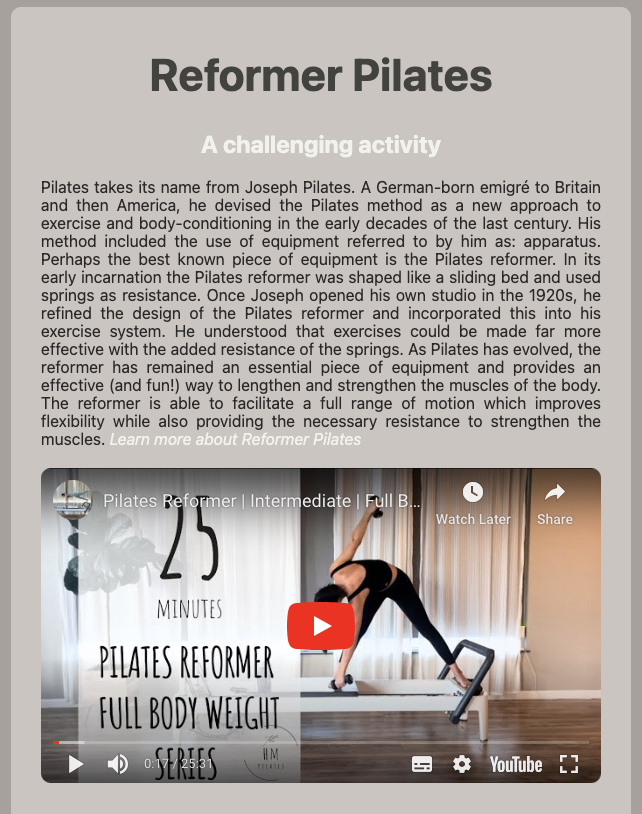 Reformer Pilates
A challenging activity
Pilates takes its name from Joseph Pilates. A German-born emigré to Britain
and then America, he devised the Pilates method as a new approach to
exercise and body-conditioning in the early decades of the last century. His
method included the use of equipment referred to by him as: apparatus.
Perhaps the best known piece of equipment is the Pilates reformer. In its
early incarnation the Pilates reformer was shaped like a sliding bed and used
springs as resistance. Once Joseph opened his own studio in the 1920s, he
refined the design of the Pilates reformer and incorporated this into his
exercise system. He understood that exercises could be made far more
effective with the added resistance of the springs. As Pilates has evolved, the
reformer has remained an essential piece of equipment and provides an
effective (and fun!) way to lengthen and strengthen the muscles of the body.
The reformer is able to facilitate a full range of motion which improves
flexibility while also providing the necessary resistance to strengthen the
muscles. Learn more about Reformer Pilates
Pilates Reformer | Intermediate | Full B...
Watch Later
Share
25
MINUTES
PILATES REFORMER
FULL BODY WEIGHT
SERIES
HM
PILATES
0:17 / 25:31
YouTube